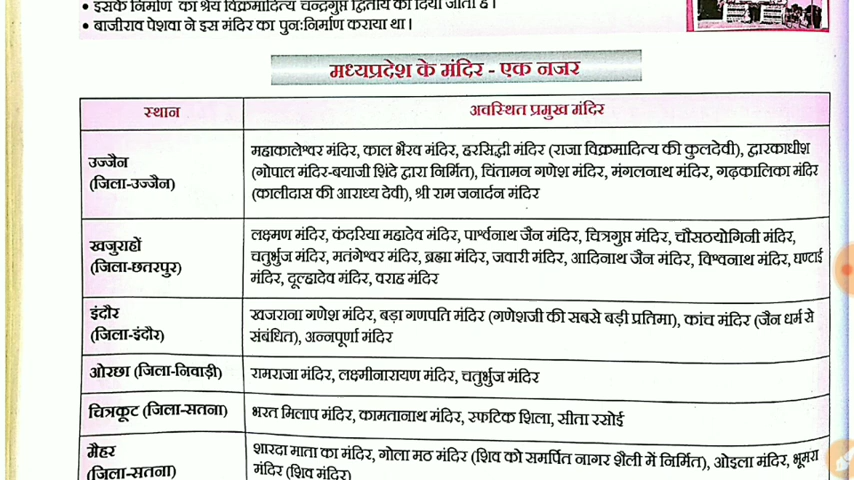 • इसके निर्माण का श्रेय विक्रमादित्य चन्द्रगुप्त द्वितीय को दिया जाता है।
• बाजीराव पेशवा ने इस मंदिर का पुन:निर्माण कराया था।
मध्यप्रदेश के मंदिर - एक नजर
स्थान
अवस्थित प्रमुख मंदिर
उज्जैन
(जिला-उज्जैन)
महाकालेश्वर मंदिर, काल भैरव मंदिर, हरसिद्धी मंदिर (राजा विक्रमादित्य की कुलदेवी), द्वारकाधीश
(गोपाल मंदिर-बयाजी शिंदे द्वारा निर्मित), चिंतामन गणेश मंदिर, मंगलनाथ मंदिर, गढ़कालिका मंदिर
(कालीदास की आराध्य देवी), श्री राम जनार्दन मंदिर
खजुराहों
(जिला-छतरपुर)
लक्ष्मण मंदिर, कंदरिया महादेव मंदिर, पार्श्वनाथ जैन मंदिर, चित्रगुप्त मंदिर, चौसठयोगिनी मंदिर,
चतुर्भुज मंदिर, मतंगेश्वर मंदिर, ब्रह्मा मंदिर, जवारी मंदिर, आदिनाथ जैन मंदिर, विश्वनाथ मंदिर, घण्टाई
मंदिर, दूल्हादेव मंदिर, वराह मंदिर
इंदौर
(जिला-इंदौर)
खजराना गणेश मंदिर, बड़ा गणपति मंदिर (गणेशजी की सबसे बड़ी प्रतिमा), कांच मंदिर (जैन धर्म से
संबंधित), अन्नपूर्णा मंदिर
ओरछा (जिला-निवाड़ी)
रामराजा मंदिर, लक्ष्मीनारायण मंदिर, चतुर्भुज मंदिर
चित्रकूट (जिला-सतना)
भरत मिलाप मंदिर, कामतानाथ मंदिर, स्फटिक शिला, सीता रसोई
मैहर
(जिला-सतना)
शारदा माता का मंदिर, गोला मठ मंदिर (शिव को समर्पित नागर शैली में निर्मित), ओइला मंदिर, भूमरा
मंदिर (शिव मंदिर)